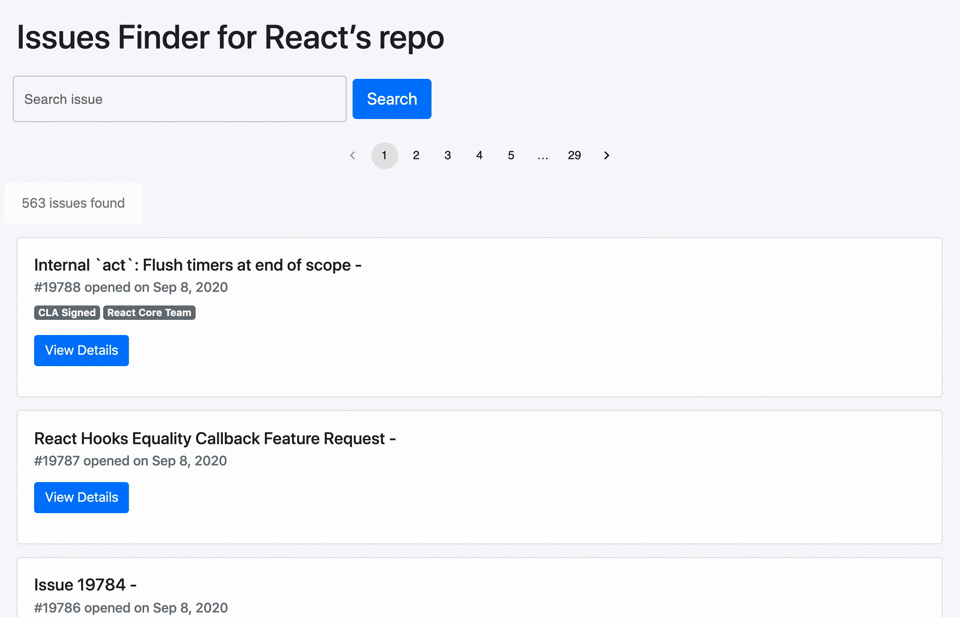 Issues Finder for React’s repo
Search issue
Search
1 2 3 4 5 ... 29
563 issues found
Internal `act`: Flush timers at end of scope -
#19788 opened on Sep 8, 2020
CLA Signed React Core Team
View Details
React Hooks Equality Callback Feature Request -
#19787 opened on Sep 8, 2020
View Details
Issue 19784 -
#19786 opened on Sep 8, 2020